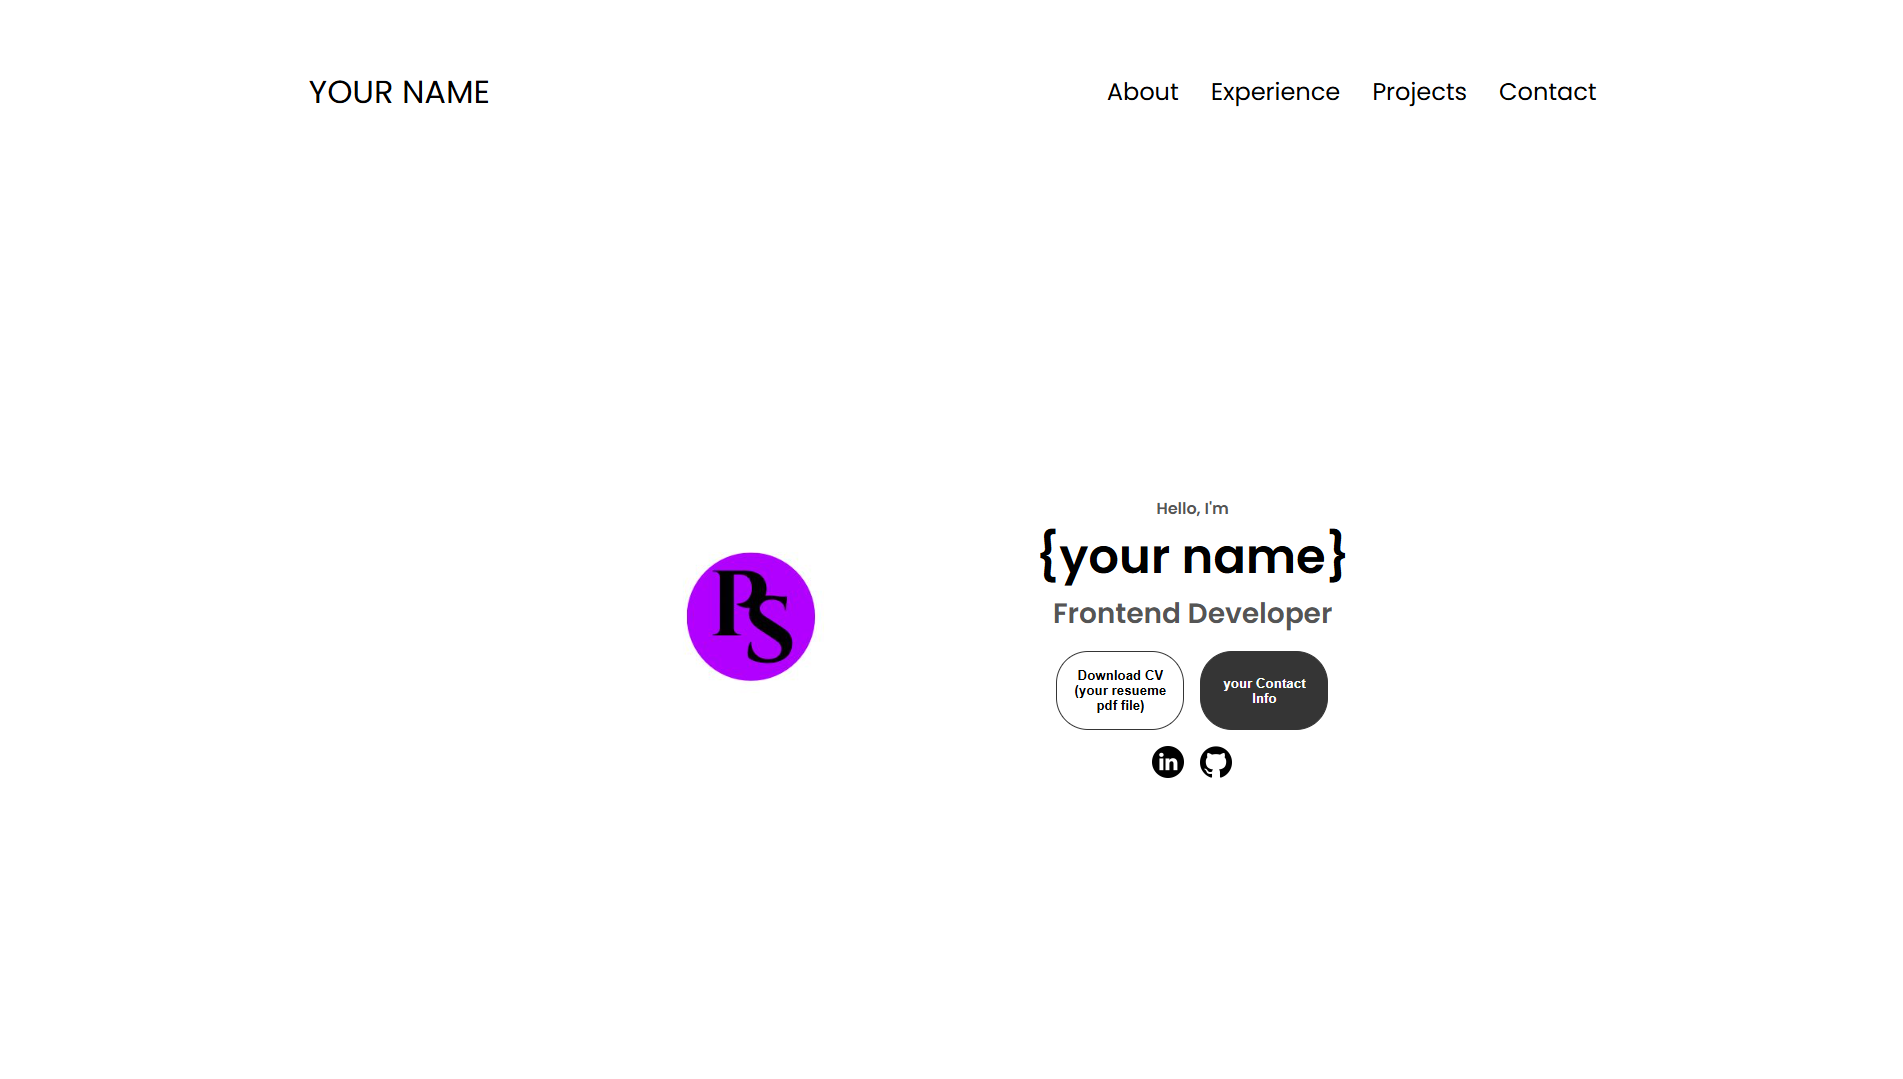 YOUR NAME
About Experience Projects Contact
PS
Hello, I'm
{your name}
Frontend Developer
Download CV
(your resueme
pdf file)
your Contact
Info
in